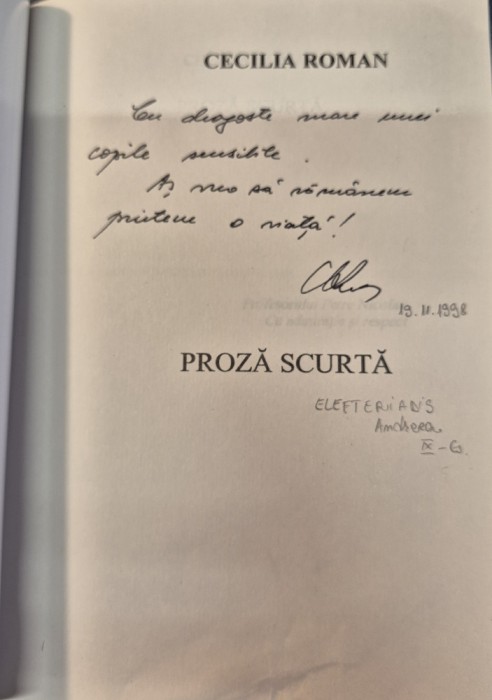 CECILIA ROMAN
Cu dragoste mare unei
copile sensibile.
Aș vrea să rămânem
prietene o viață!
19.II.1998
PROZĂ SCURTĂ
ELEFTERIADIS
Andreea
IX-G.